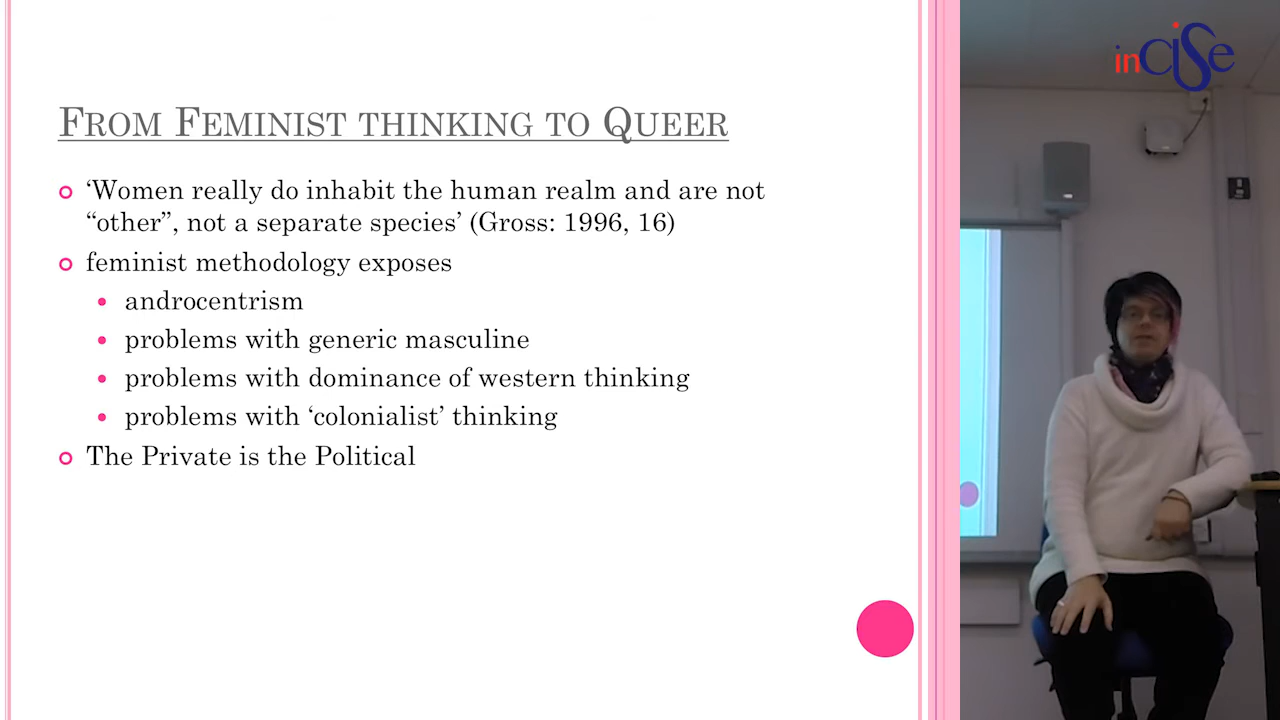 inCiSe
FROM FEMINIST THINKING TO QUEER
‘Women really do inhabit the human realm and are not
“other”, not a separate species’ (Gross: 1996, 16)
feminist methodology exposes
androcentrism
problems with generic masculine
problems with dominance of western thinking
problems with ‘colonialist’ thinking
The Private is the Political